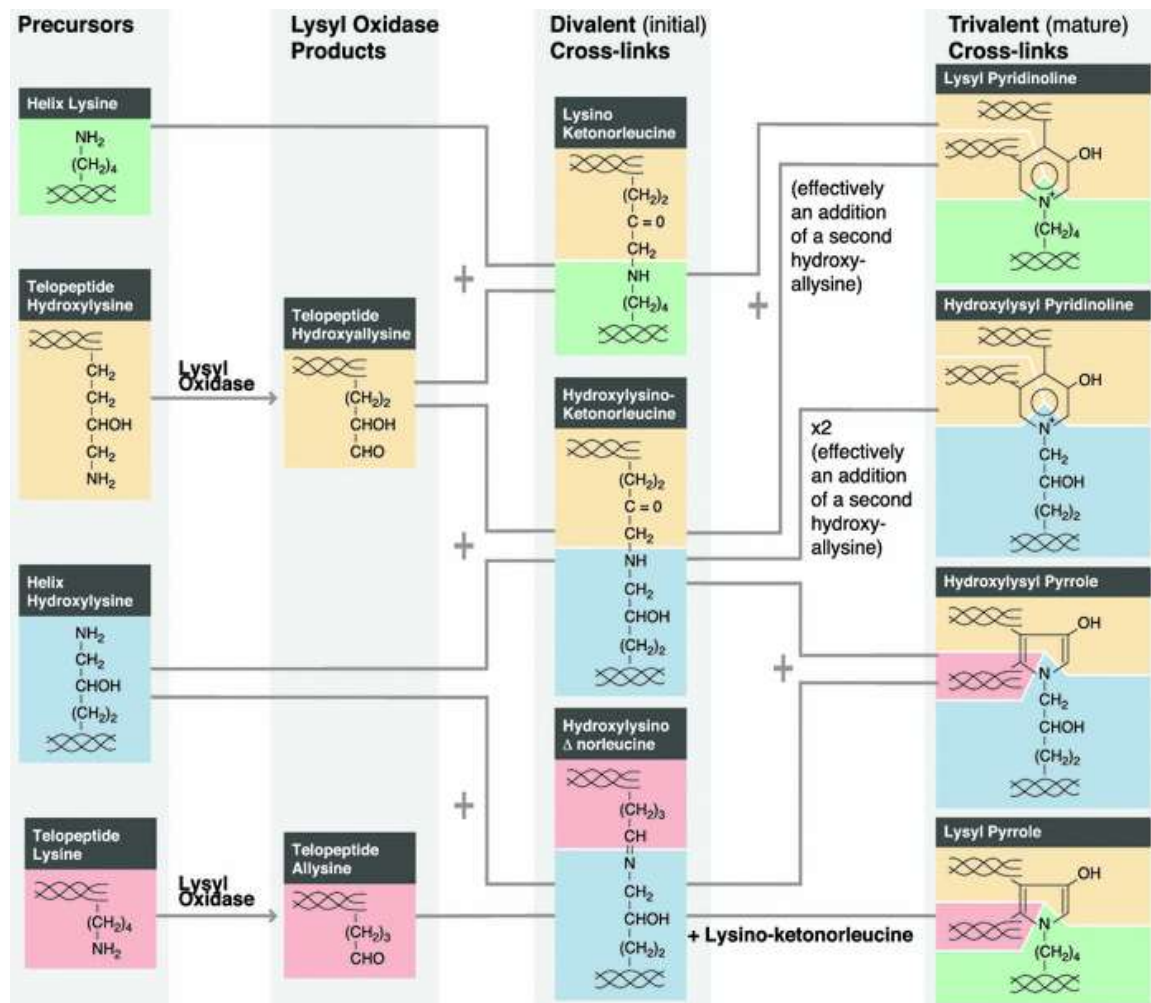 Precursors
Helix Lysine
NH2
(CH2)4
Telopeptide
Hydroxylysine
CH2
CH2
CHOH
CH2
NH2
Helix
Hydroxylysine
NH2
CH2
CHOH
(CH2)2
Telopeptide
Lysine
(CH2)4
NH2
Lysyl
Oxidase
Lysyl
Oxidase
Lysyl Oxidase
Products
Telopeptide
Hydroxyallysine
(CH2)2
CHOH
CHO
Telopeptide
Allysine
(CH2)3
CHO
+
+
+
Divalent (initial)
Cross-links
Lysino
Ketonorleucine
(CH2)2
C = 0
CH2
NH
(CH2)4
Hydroxylysino-
Ketonorleucine
(CH2)2
C = 0
CH2
NH
CH2
CHOH
(CH2)2
Hydroxylysino
Δ norleucine
(CH2)3
CH
N
CH2
CHOH
(CH2)2
+
(effectively
an addition
of a second
hydroxy-
allysine)
x2
(effectively
an addition
of a second
hydroxy-
allysine)
+
+ Lysino-ketonorleucine
Trivalent (mature)
Cross-links
Lysyl Pyridinoline
OH
N+
(CH2)4
Hydroxylysyl Pyridinoline
OH
N+
CH2
CHOH
(CH2)2
Hydroxylysyl Pyrrole
OH
N
CH2
CHOH
(CH2)2
Lysyl Pyrrole
OH
N
(CH2)4